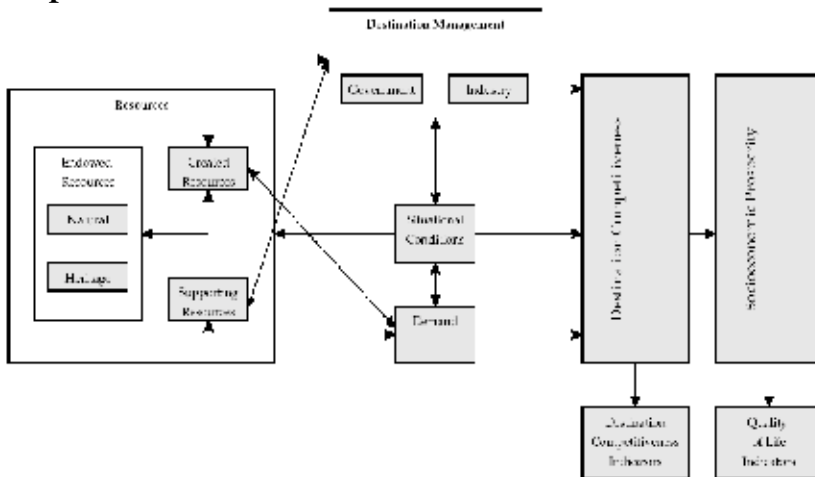 Destination Management
Government
Industry
Resources
Endowed
Resources
Created
Resources
Natural
Heritage
Supporting
Resources
Situational
Conditions
Demand
Destination Competitiveness
Socioeconomic Prosperity
Destination
Competitiveness
Indicators
Quality
of Life
Indicators